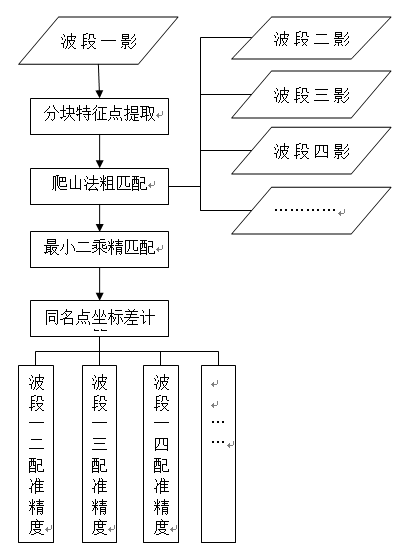 波段一影
波段二影
波段三影
分块特征点提取
波段四影
爬山法粗匹配
…………
最小二乘精匹配
同名点坐标差计
波段一二配准精度
波段一三配准精度
波段一四配准精度
……